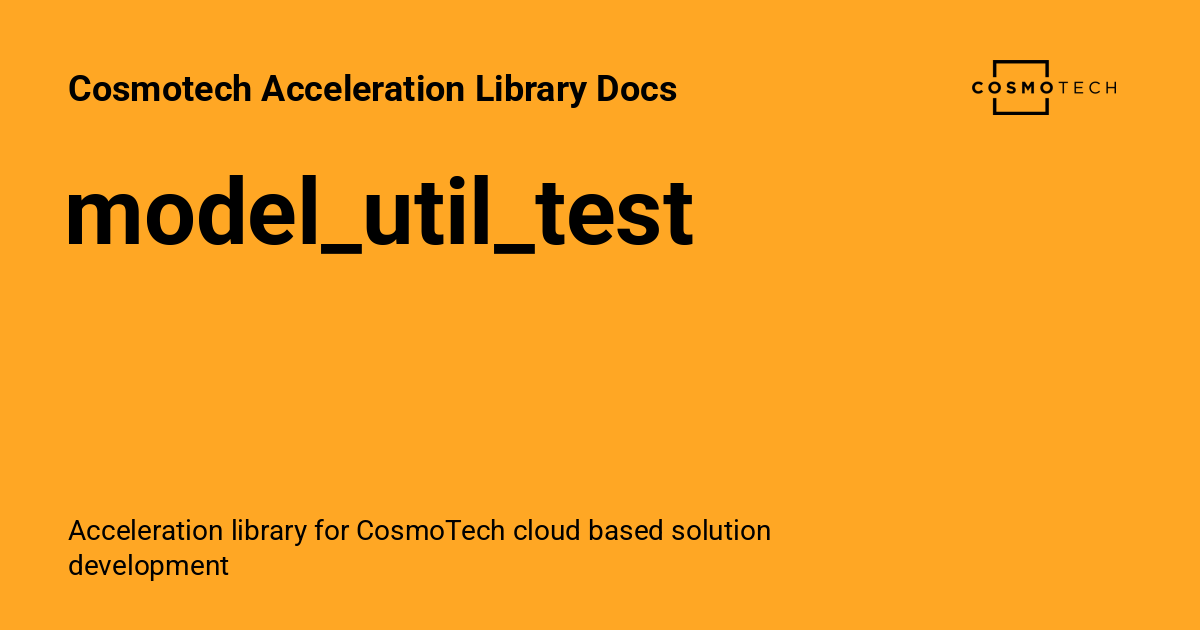 Cosmotech Acceleration Library Docs
COSMOTECH
model_util_test
Acceleration library for CosmoTech cloud based solution
development